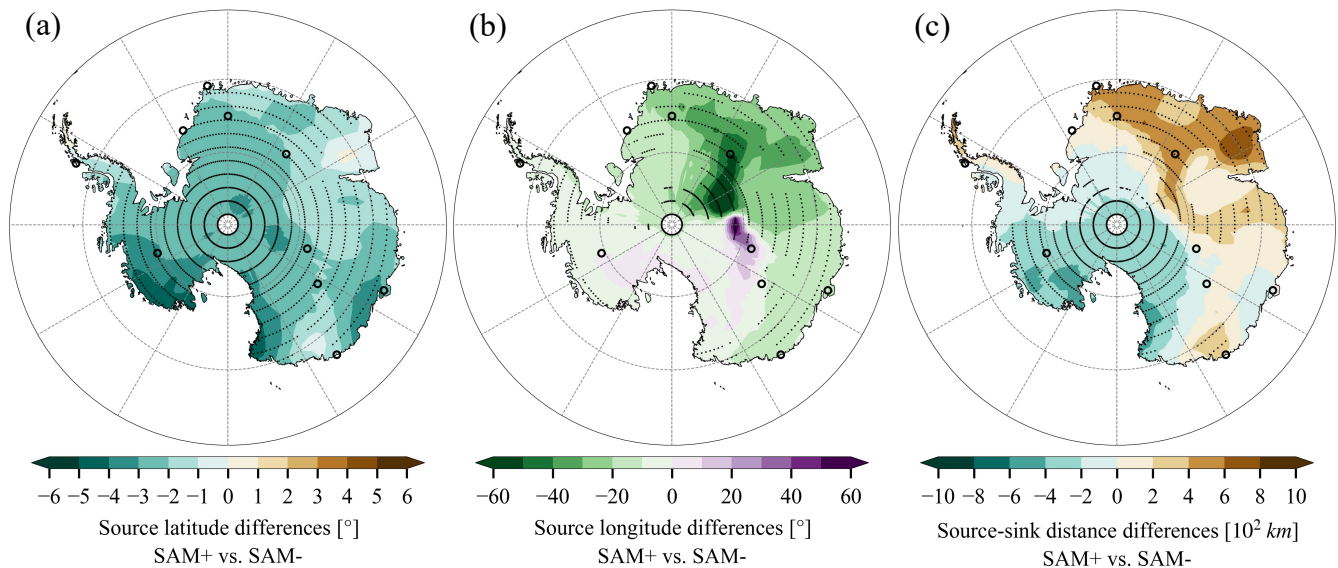 (a)
(b)
(c)
−6 −5 −4 −3 −2 −1 0 1 2 3 4 5 6
−60 −40 −20 0 20 40 60
−10 −8 −6 −4 −2 0 2 4 6 8 10
Source latitude differences [°]
SAM+ vs. SAM-
Source longitude differences [°]
SAM+ vs. SAM-
Source-sink distance differences [10² km]
SAM+ vs. SAM-